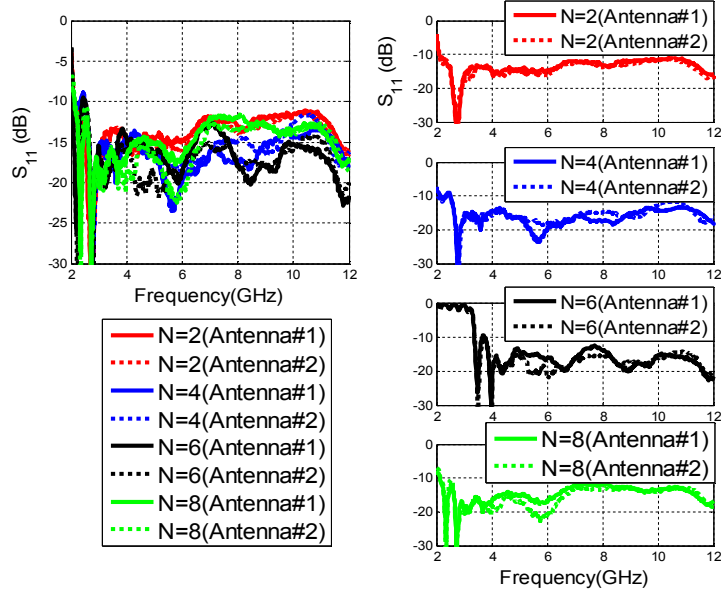 0
-5
-10
-15
-20
-25
-30
S11 (dB)
2 4 6 8 10 12
Frequency(GHz)
N=2(Antenna#1)
N=2(Antenna#2)
N=4(Antenna#1)
N=4(Antenna#2)
N=6(Antenna#1)
N=6(Antenna#2)
N=8(Antenna#1)
N=8(Antenna#2)
S11 (dB)
0
-10
-20
-30
2 4 6 8 10 12
N=2(Antenna#1)
N=2(Antenna#2)
0
-10
-20
-30
2 4 6 8 10 12
N=4(Antenna#1)
N=4(Antenna#2)
0
-10
-20
-30
2 4 6 8 10 12
N=6(Antenna#1)
N=6(Antenna#2)
0
-10
-20
-30
2 4 6 8 10 12
N=8(Antenna#1)
N=8(Antenna#2)
Frequency(GHz)